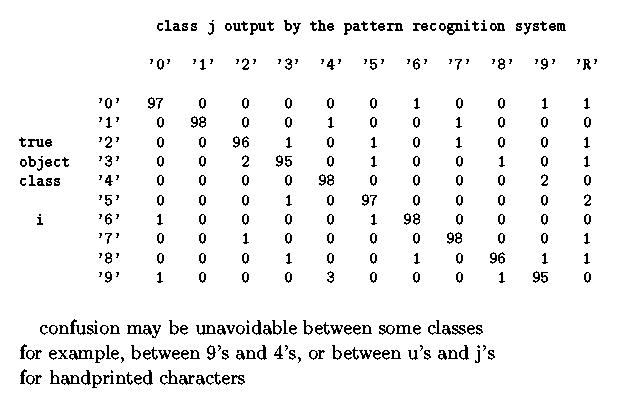 class j output by the pattern recognition system
'0' '1' '2' '3' '4' '5' '6' '7' '8' '9' 'R'
'0' 97 0 0 0 0 0 1 0 0 1 1
'1' 0 98 0 0 1 0 0 1 0 0 0
true '2' 0 0 96 1 0 1 0 1 0 0 1
object '3' 0 0 2 95 0 1 0 0 1 0 1
class '4' 0 0 0 0 98 0 0 0 0 2 0
'5' 0 0 0 1 0 97 0 0 0 0 2
i '6' 1 0 0 0 0 1 98 0 0 0 0
'7' 0 0 1 0 0 0 0 98 0 0 1
'8' 0 0 0 1 0 0 1 0 96 1 1
'9' 1 0 0 0 3 0 0 0 1 95 0
confusion may be unavoidable between some classes
for example, between 9's and 4's, or between u's and j's
for handprinted characters